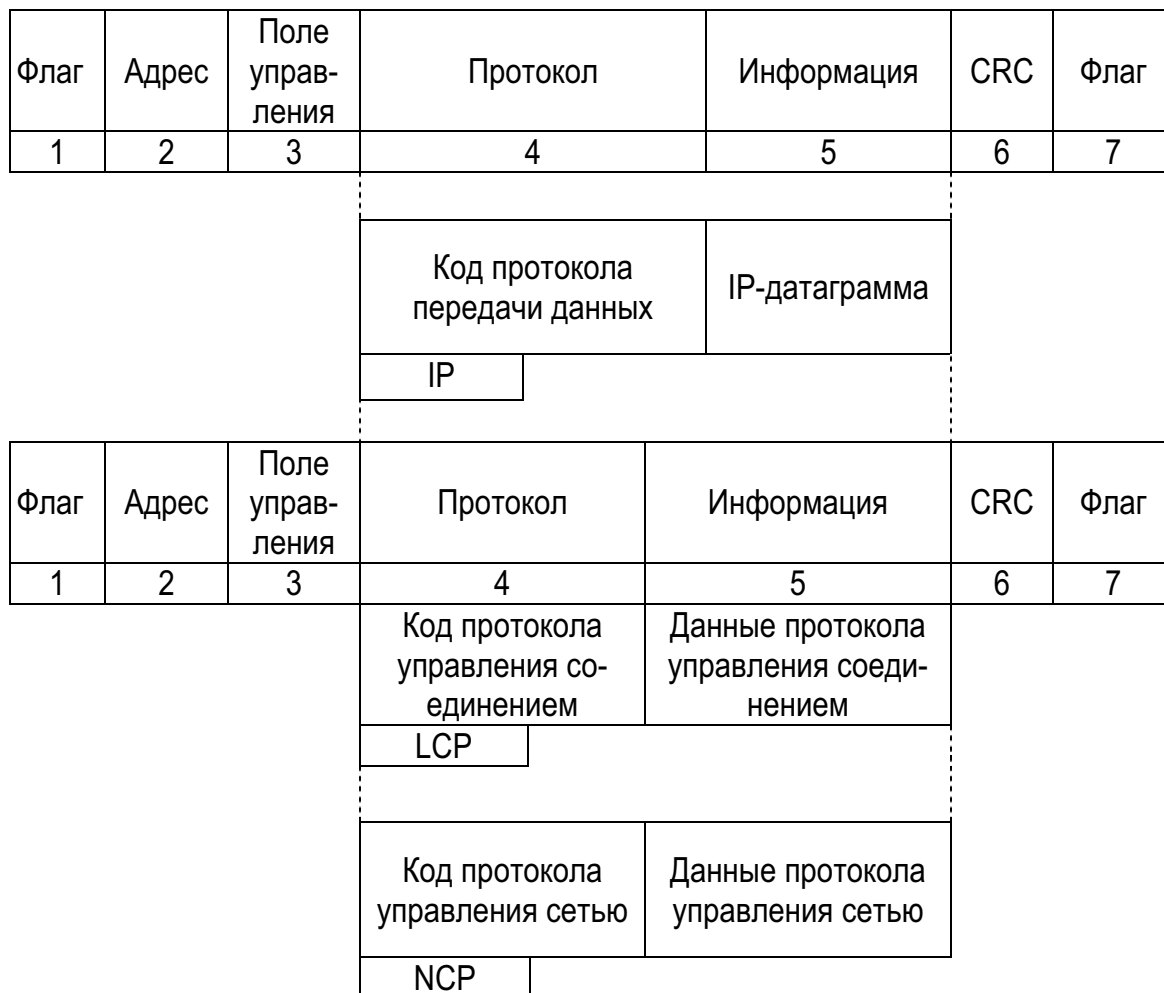 Флаг
Адрес
Поле
управ-
ления
Протокол
Информация
CRC
Флаг
1
2
3
4
5
6
7
Код протокола
передачи данных
IP-датаграмма
IP
Флаг
Адрес
Поле
управ-
ления
Протокол
Информация
CRC
Флаг
1
2
3
4
5
6
7
Код протокола
управления со-
единением
Данные протокола
управления соеди-
нением
LCP
Код протокола
управления сетью
Данные протокола
управления сетью
NCP